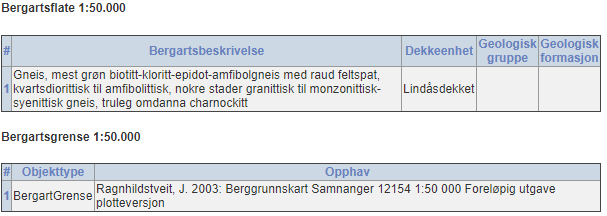 Bergartsflate 1:50.000
# Bergartsbeskrivelse Dekkeenhet Geologisk gruppe Geologisk formasjon
1 Gneis, mest grøn biotitt-kloritt-epidot-amfibolgneis med raud feltspat,
kvartsdiorittisk til amfibolittisk, nokre stader granittisk til monzonittisk-
syenittisk gneis, truleg omdanna charnockitt Lindåsdekket
Bergartsgrense 1:50.000
# Objekttype Opphav
1 BergartGrense Ragnhildstveit, J. 2003: Berggrunnskart Samnanger 12154 1:50 000 Foreløpig utgave
plotteversjon